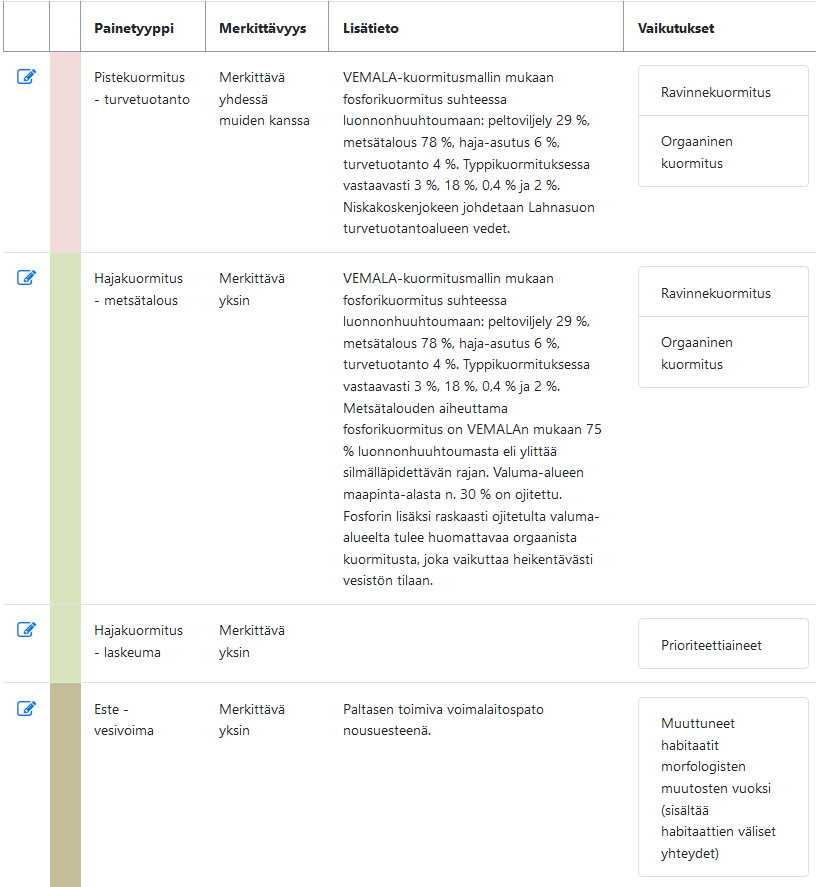 Painetyyppi Merkittävyys Lisätieto Vaikutukset
Pistekuormitus
- turvetuotanto
Merkittävä
yhdessä
muiden kanssa
VEMALA-kuormitusmallin mukaan
fosforikuormitus suhteessa
luonnonhuuhtoumaan: peltoviljely 29 %,
metsätalous 78 %, haja-asutus 6 %,
turvetuotanto 4 %. Typpikuormituksessa
vastaavasti 3 %, 18 %, 0,4 % ja 2 %.
Niskakoskenjokeen johdetaan Lahnasuon
turvetuotantoalueen vedet.
Ravinnekuormitus
Orgaaninen
kuormitus
Hajakuormitus
- metsätalous
Merkittävä
yksin
VEMALA-kuormitusmallin mukaan
fosforikuormitus suhteessa
luonnonhuuhtoumaan: peltoviljely 29 %,
metsätalous 78 %, haja-asutus 6 %,
turvetuotanto 4 %. Typpikuormituksessa
vastaavasti 3 %, 18 %, 0,4 % ja 2 %.
Metsätalouden aiheuttama
fosforikuormitus on VEMALAn mukaan 75
% luonnonhuuhtoumasta eli ylittää
silmälläpidettävän rajan. Valuma-alueen
maapinta-alasta n. 30 % on ojitettu.
Fosforin lisäksi raskaasti ojitetulta valuma-
alueelta tulee huomattavaa orgaanista
kuormitusta, joka vaikuttaa heikentävästi
vesistön tilaan.
Ravinnekuormitus
Orgaaninen
kuormitus
Hajakuormitus
- laskeuma
Merkittävä
yksin
Prioriteettiaineet
Este -
vesivoima
Merkittävä
yksin
Paltasen toimiva voimalaitospato
nousuesteenä.
Muuttuneet
habitaatit
morfologisten
muutosten vuoksi
(sisältää
habitaattien väliset
yhteydet)